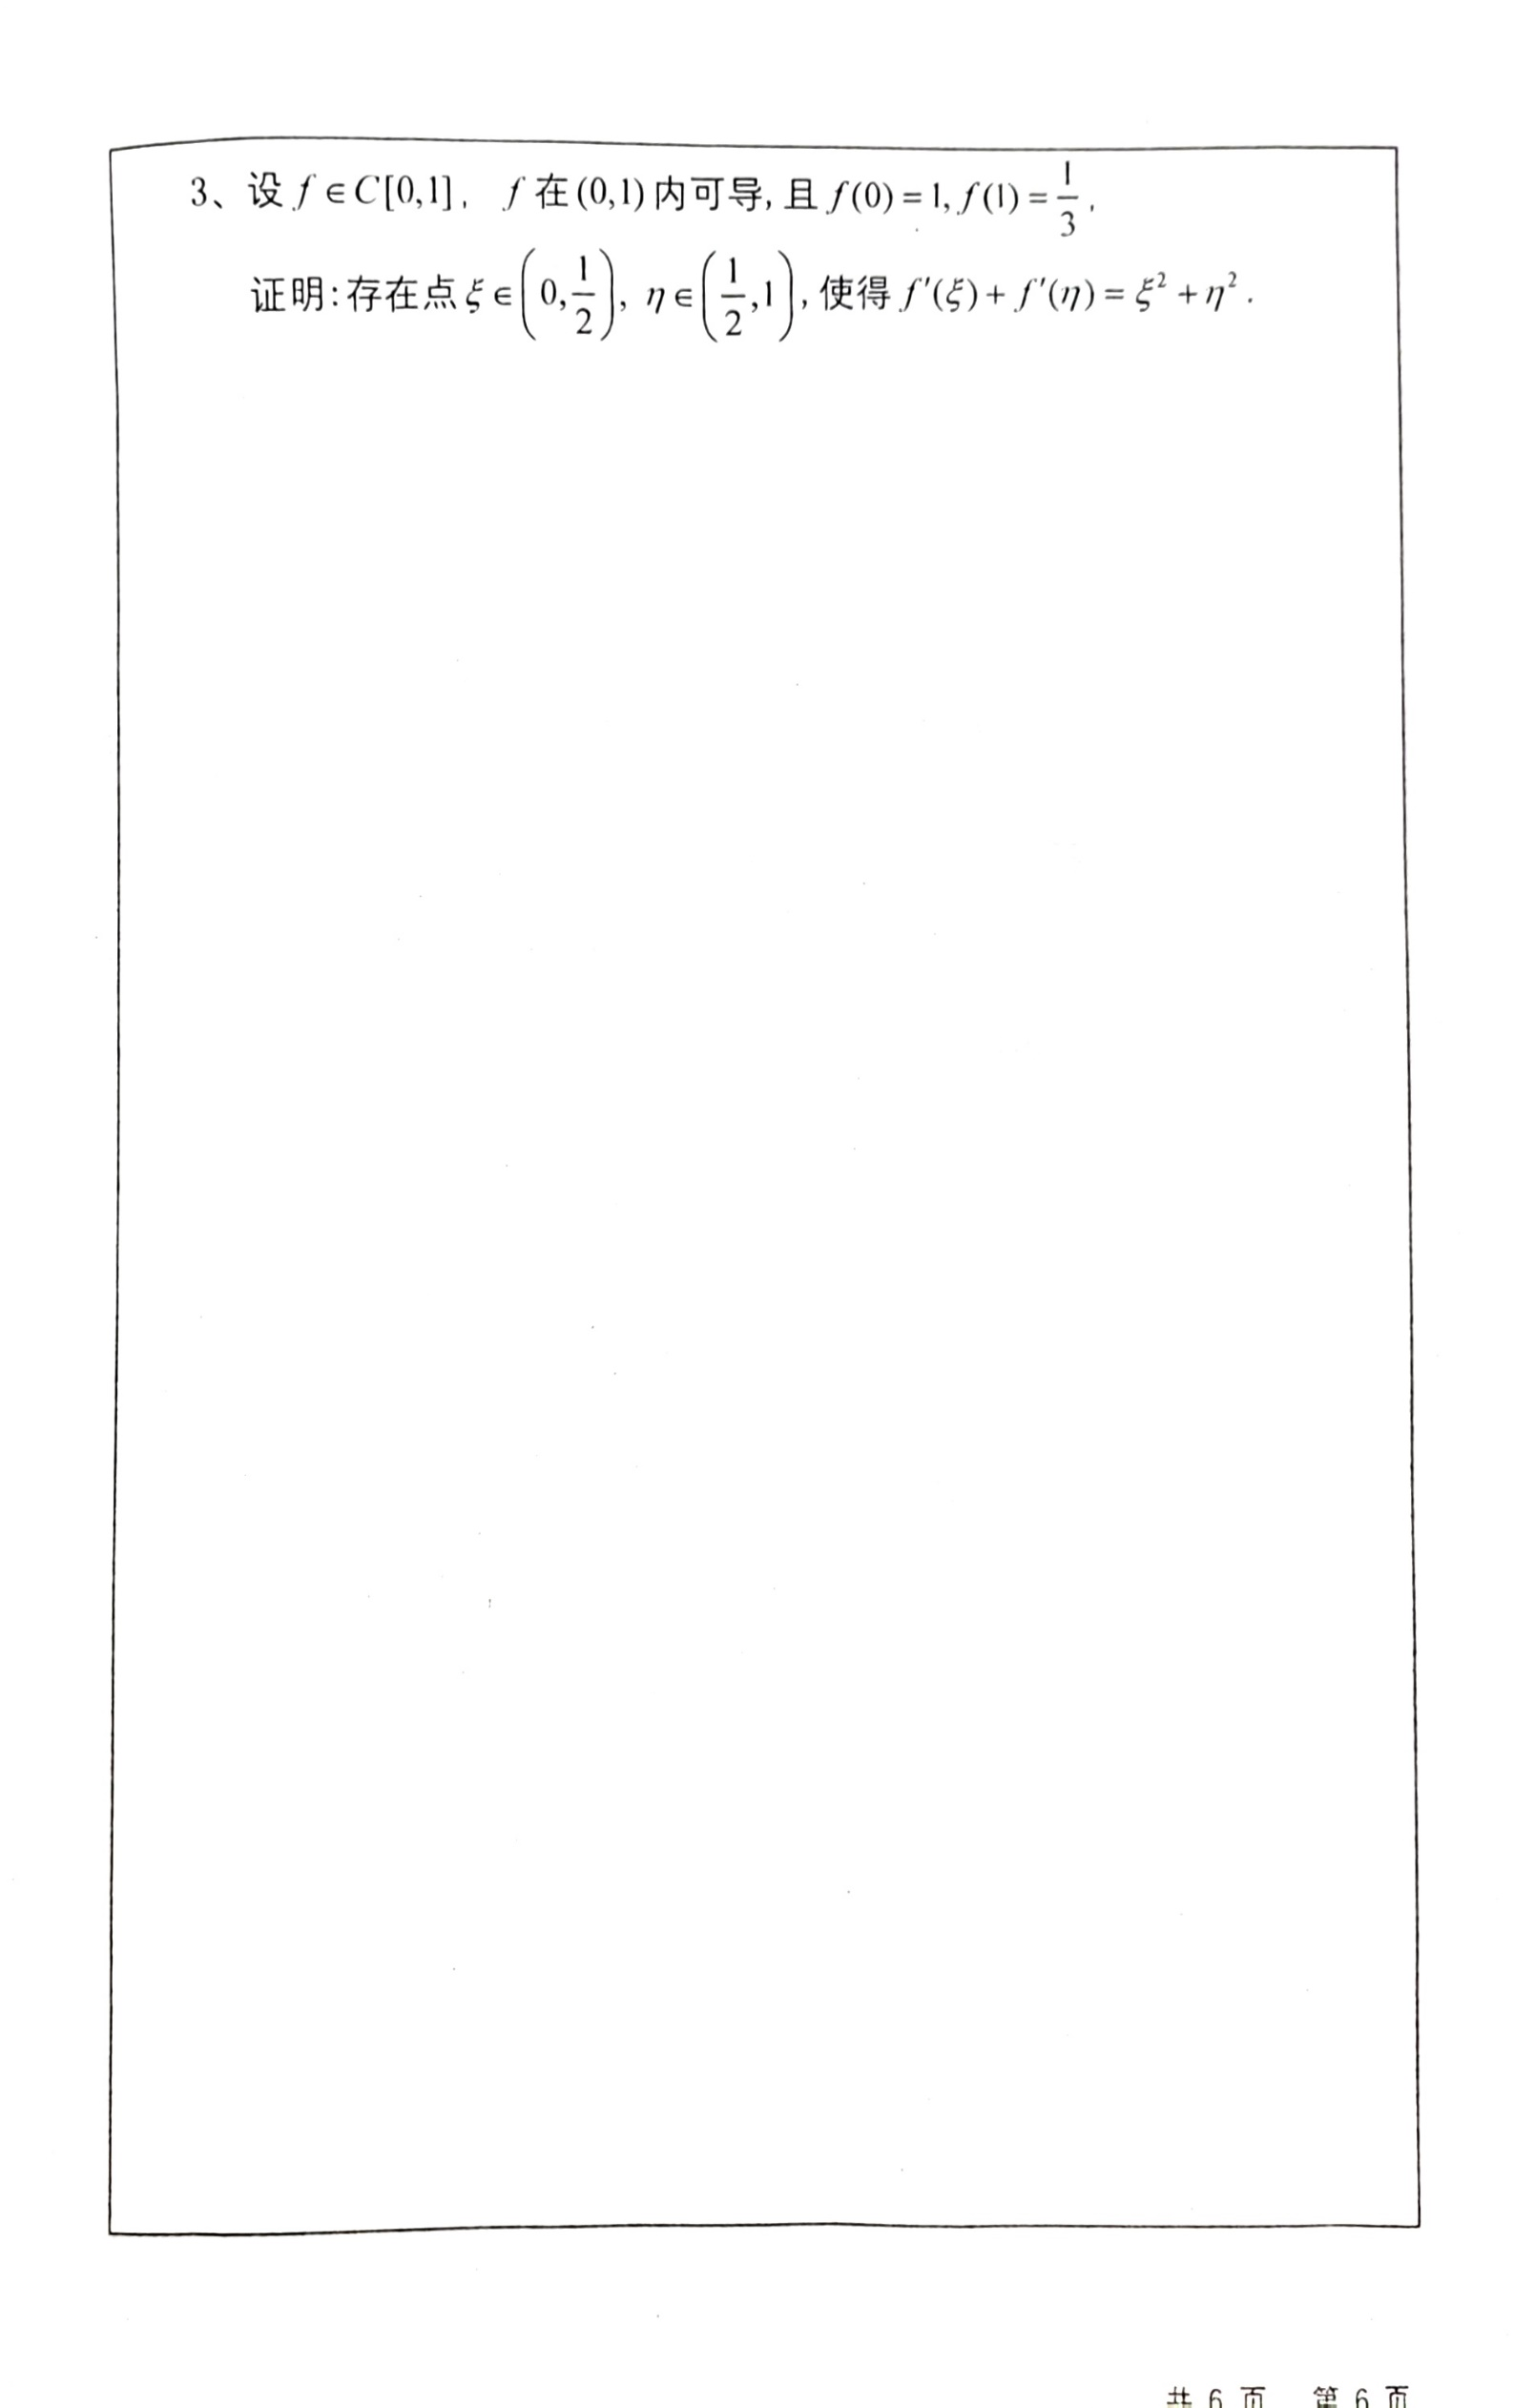 3、设 f∈C[0,1], f 在 (0,1) 内可导, 且 f(0)=1, f(1)=1/3,
证明: 存在点 ξ∈(0,1/2), η∈(1/2,1), 使得 f′(ξ)+f′(η)=ξ²+η².
共 6 页 第 6 页